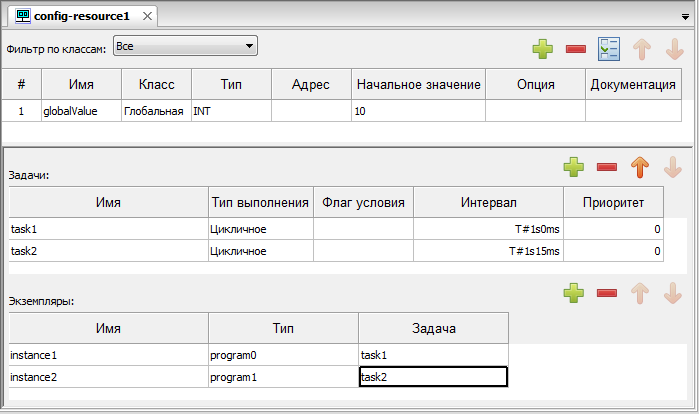 config-resource1
Фильтр по классам: Все
# Имя Класс Тип Адрес Начальное значение Опция Документация
1 globalValue Глобальная INT 10
Задачи:
Имя Тип выполнения Флаг условия Интервал Приоритет
task1 Цикличное T#1s0ms 0
task2 Цикличное T#1s15ms 0
Экземпляры:
Имя Тип Задача
instance1 program0 task1
instance2 program1 task2